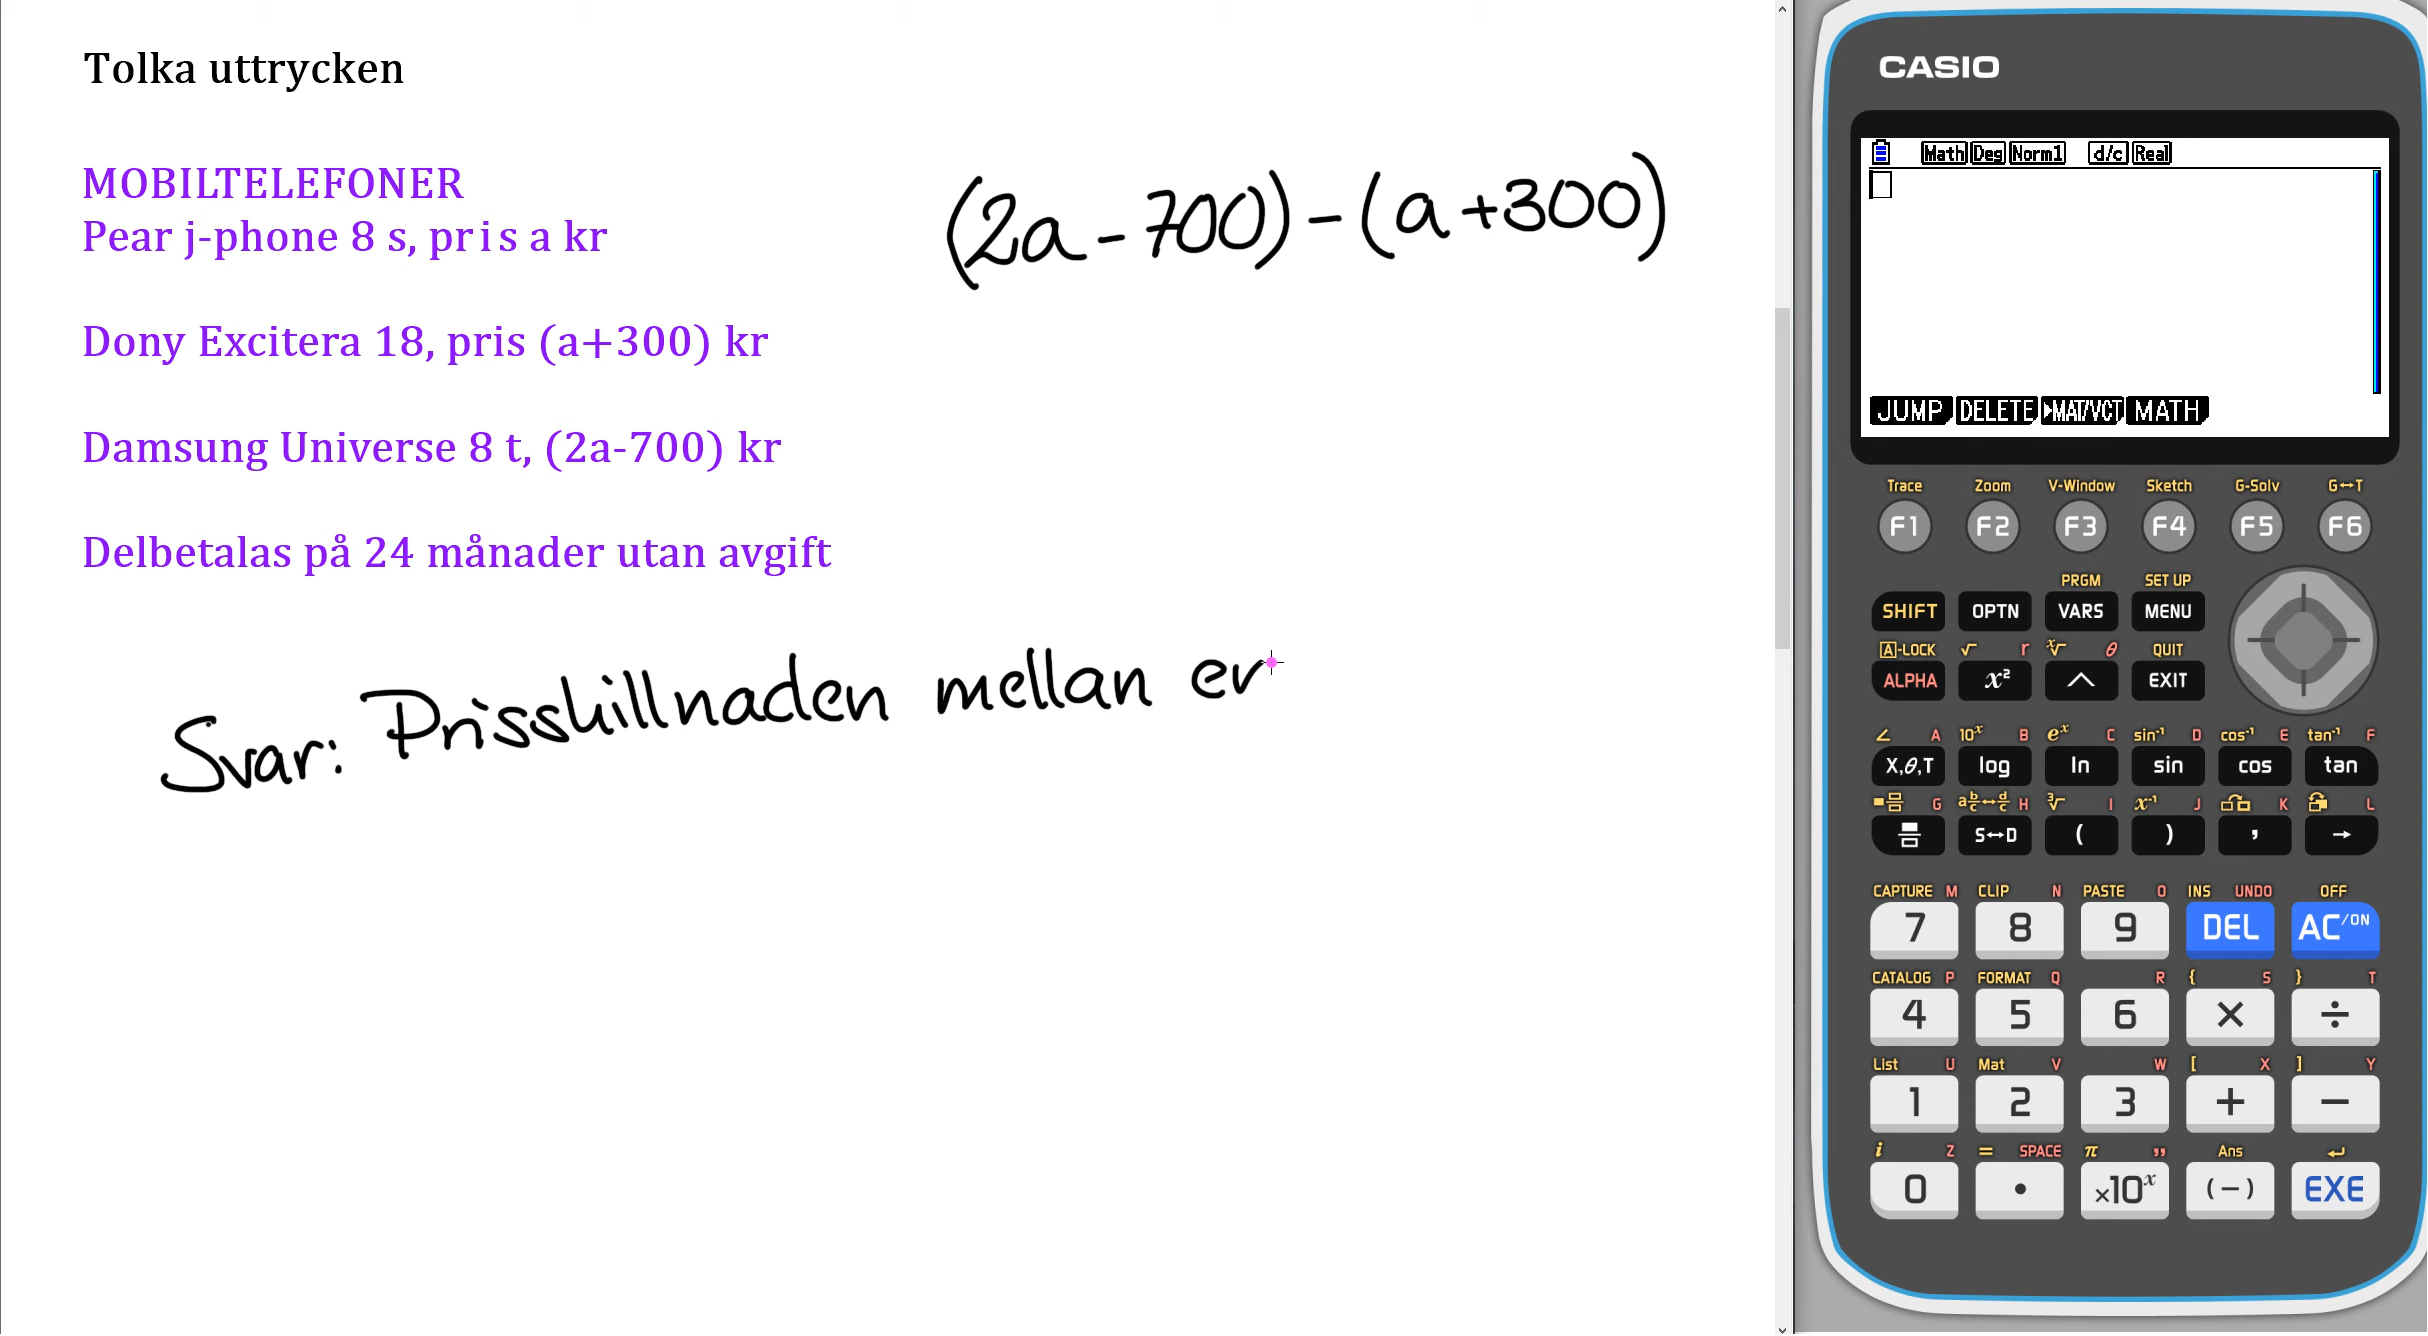 Tolka uttrycken
MOBILTELEFONER
Pear j-phone 8 s, pris a kr
Dony Excitera 18, pris (a+300) kr
Damsung Universe 8 t, (2a-700) kr
Delbetalas på 24 månader utan avgift
(2a-700)-(a+300)
Svar: Prisskillnaden mellan en
CASIO
Math Deg Norm1 d/c Real
JUMP DELETE ▶MAT/VCT MATH
Trace Zoom V-Window Sketch G-Solv G↔T
F1 F2 F3 F4 F5 F6
PRGM SET UP
SHIFT OPTN VARS MENU
A-LOCK √ r ˣ√ θ QUIT
ALPHA x² ^ EXIT
∠ A 10ˣ B eˣ C sin⁻¹ D cos⁻¹ E tan⁻¹ F
X,θ,T log ln sin cos tan
G a b/c↔d/c H ³√ I x⁻¹ J K L
S↔D ( ) , →
CAPTURE M CLIP N PASTE O INS UNDO OFF
7 8 9 DEL AC/ON
CATALOG P FORMAT Q R { S } T
4 5 6 × ÷
List U Mat V W [ X ] Y
1 2 3 + −
i Z = SPACE π " Ans ↵
0 • ×10ˣ (−) EXE